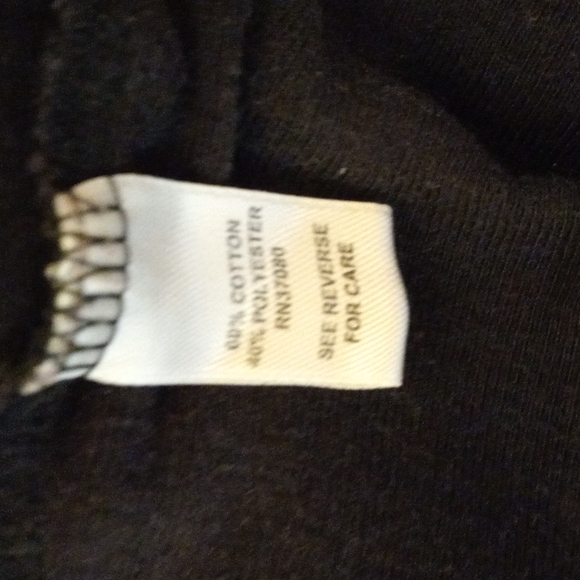 60% COTTON
40% POLYESTER
RN37080
SEE REVERSE
FOR CARE